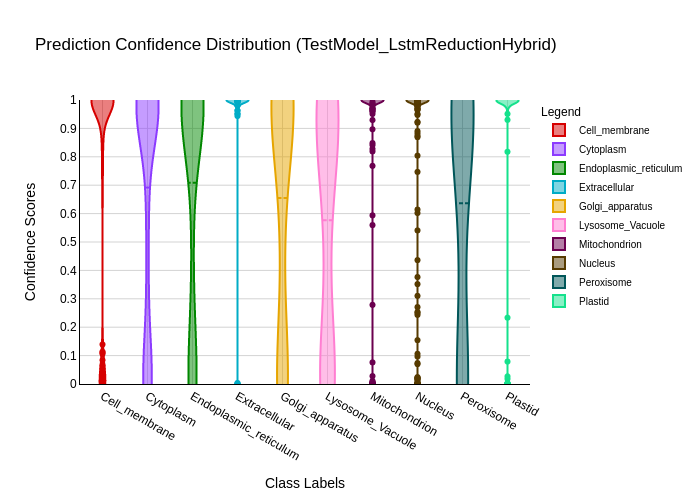 Prediction Confidence Distribution (TestModel_LstmReductionHybrid)
Legend
Cell_membrane
Cytoplasm
Endoplasmic_reticulum
Extracellular
Golgi_apparatus
Lysosome_Vacuole
Mitochondrion
Nucleus
Peroxisome
Plastid
Confidence Scores
1
0.9
0.8
0.7
0.6
0.5
0.4
0.3
0.2
0.1
0
Cell_membrane
Cytoplasm
Endoplasmic_reticulum
Extracellular
Golgi_apparatus
Lysosome_Vacuole
Mitochondrion
Nucleus
Peroxisome
Plastid
Class Labels